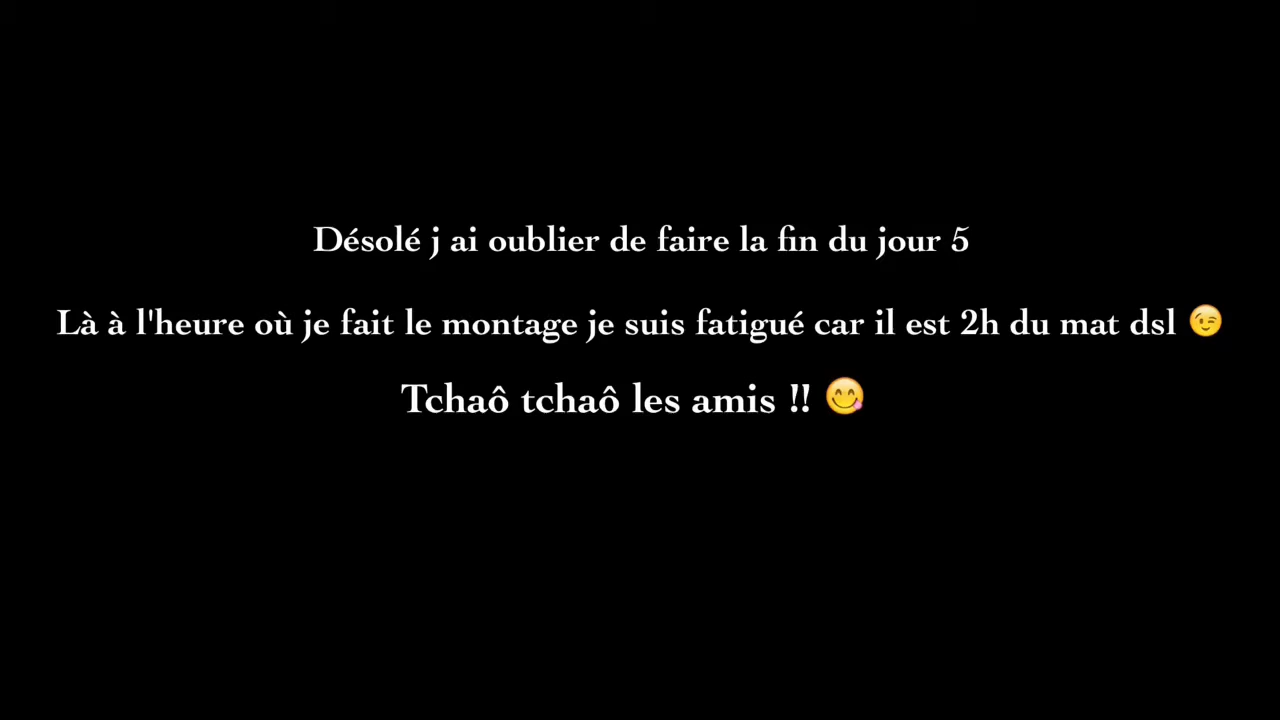 Désolé j ai oublier de faire la fin du jour 5
Là à l'heure où je fait le montage je suis fatigué car il est 2h du mat dsl 😉
Tchaô tchaô les amis !! 😋